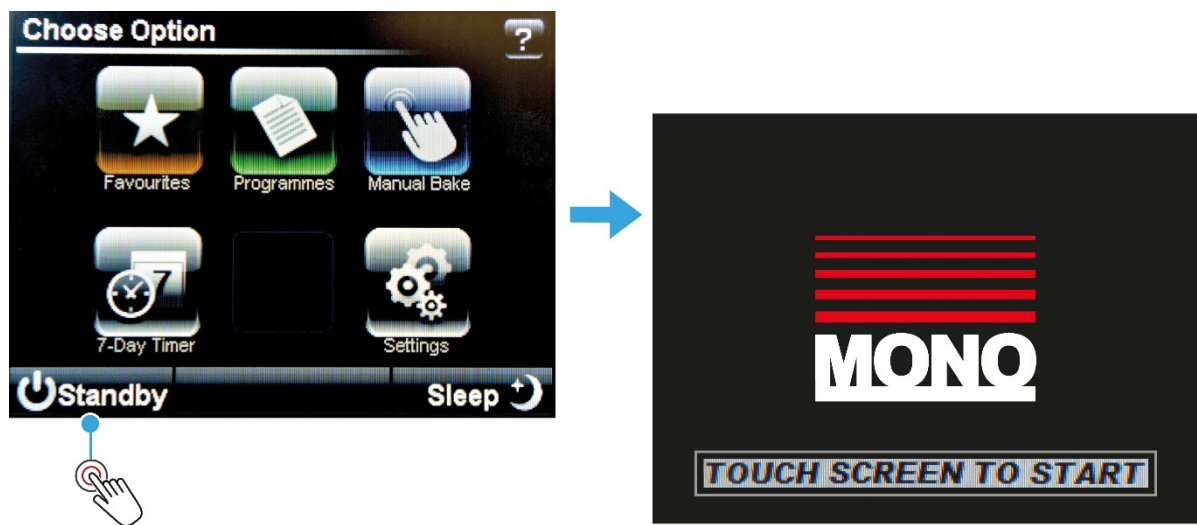 Choose Option
?
Favourites Programmes Manual Bake
7
7-Day Timer Settings
Standby Sleep
MONO
TOUCH SCREEN TO START